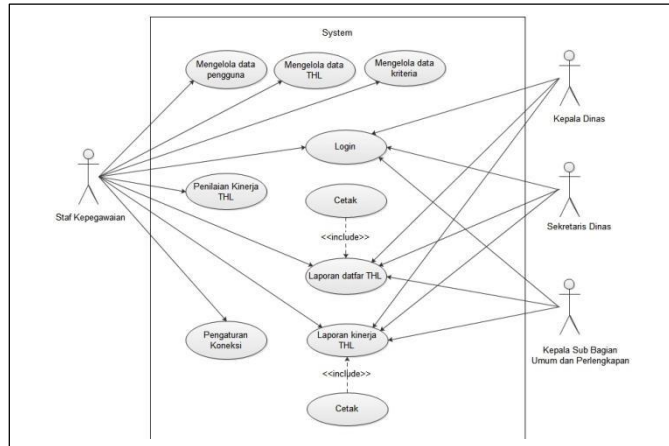 System
Mengelola data
pengguna
Mengelola data
THL
Mengelola data
kriteria
Kepala Dinas
Login
Staf Kepegawaian
Penilaian Kinerja
THL
Cetak
<<include>>
Sekretaris Dinas
Laporan datfar THL
Pengaturan
Koneksi
Laporan kinerja
THL
Kepala Sub Bagian
Umum dan Perlengkapan
<<include>>
Cetak